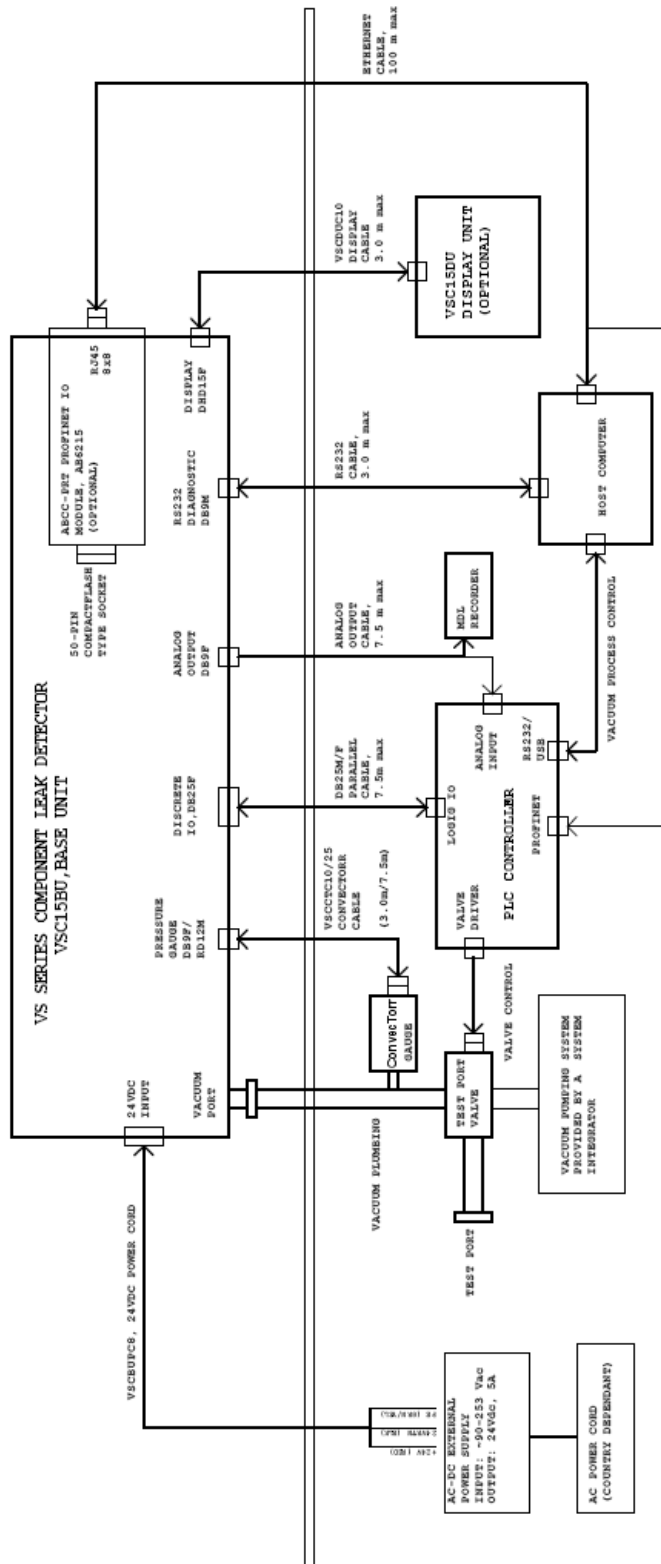 VS SERIES COMPONENT LEAK DETECTOR
VSC15BU,BASE UNIT
24VDC
INPUT
VACUUM
PORT
PRESSURE
GAUGE
DB9F/
RD12M
DISCRETE
IO,DB25F
ANALOG
OUTPUT
DB9F
RS232
DIAGNOSTIC
DB9M
DISPLAY
DHD15F
50-PIN
COMPACTFLASH
TYPE SOCKET
ABCC-PRT PROFINET IO
MODULE, AB6215
(OPTIONAL)
RJ45
8x8
VSCBUPC8, 24VDC POWER CORD
VACUUM PLUMBING
VSCCTC10/25
CONVECTORR
CABLE
(3.0m/7.5m)
DB25M/F
PARALLEL
CABLE,
7.5m max
ANALOG
OUTPUT
CABLE,
7.5 m max
RS232
CABLE,
3.0 m max
VSCDUC10
DISPLAY
CABLE
3.0 m max
ETHERNET
CABLE,
100 m max
ConvecTorr
GAUGE
MDL
RECORDER
VSC15DU
DISPLAY UNIT
(OPTIONAL)
+24V (RED)
AC-DC EXTERNAL
POWER SUPPLY
INPUT: ~90-253 Vac
OUTPUT: 24Vdc, 5A
AC POWER CORD
(COUNTRY DEPENDANT)
TEST PORT
TEST PORT
VALVE
VALVE CONTROL
VACUUM PUMPING SYSTEM
PROVIDED BY A SYSTEM
INTEGRATOR
VALVE
DRIVER
LOGIG IO
ANALOG
INPUT
PLC CONTROLLER
PROFINET
RS232/
USB
VACUUM PROCESS CONTROL
HOST COMPUTER